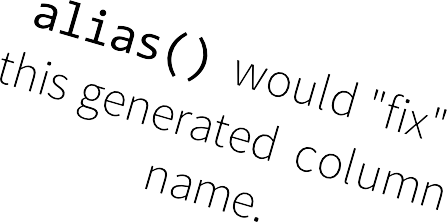 alias() would "fix"
this generated column
name.